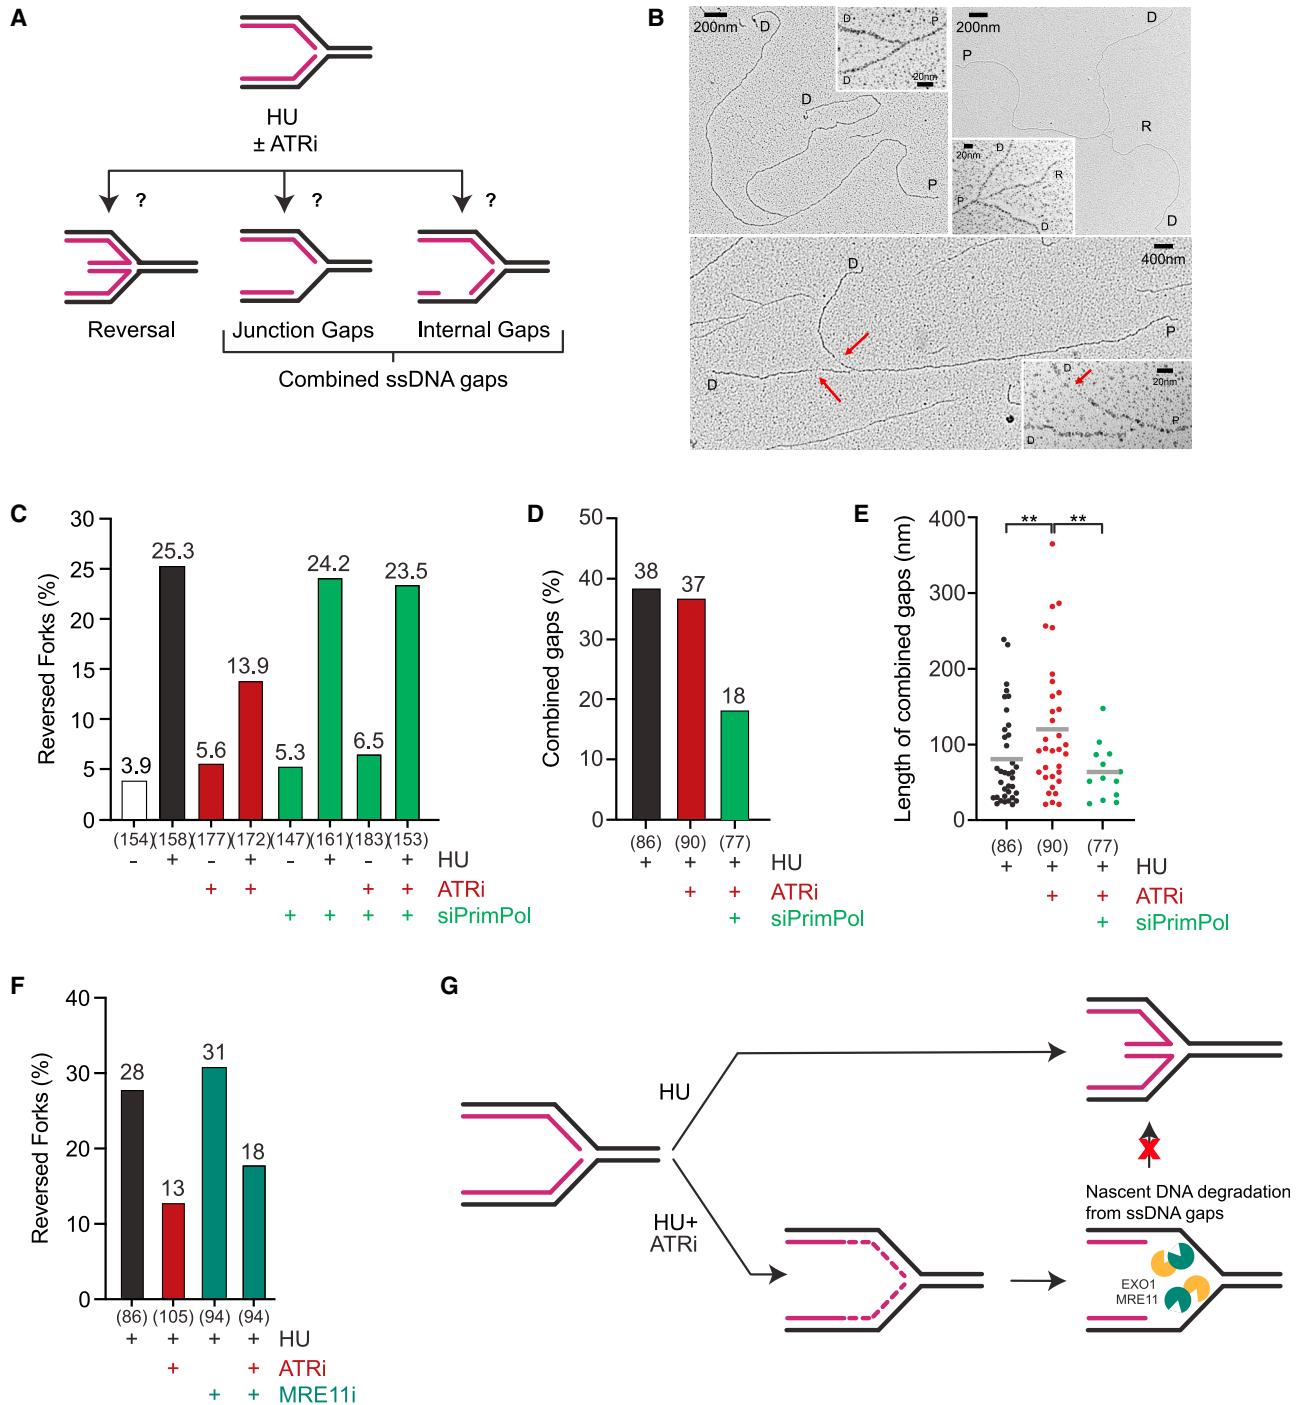 A
HU
± ATRi
? ? ?
Reversal Junction Gaps Internal Gaps
Combined ssDNA gaps
B
200nm
D
D
P
D
20nm
D
P
200nm
D
P
R
D
20nm
D
R
P
D
400nm
D
P
D
D
20nm
P
D
C
Reversed Forks (%)
30
25
20
15
10
5
0
3.9 25.3 5.6 13.9 5.3 24.2 6.5 23.5
(154) (158) (177) (172) (147) (161) (183) (153)
- + - + - + - + HU
+ + + + ATRi
+ + + + siPrimPol
D
Combined gaps (%)
50
40
30
20
10
0
38 37 18
(86) (90) (77)
+ + + HU
+ + ATRi
+ siPrimPol
E
Length of combined gaps (nm)
400
300
200
100
0
** **
(86) (90) (77)
+ + + HU
+ + ATRi
+ siPrimPol
F
Reversed Forks (%)
40
30
20
10
0
28 13 31 18
(86) (105) (94) (94)
+ + + + HU
+ + ATRi
+ + MRE11i
G
HU
HU+
ATRi
X
Nascent DNA degradation
from ssDNA gaps
EXO1
MRE11